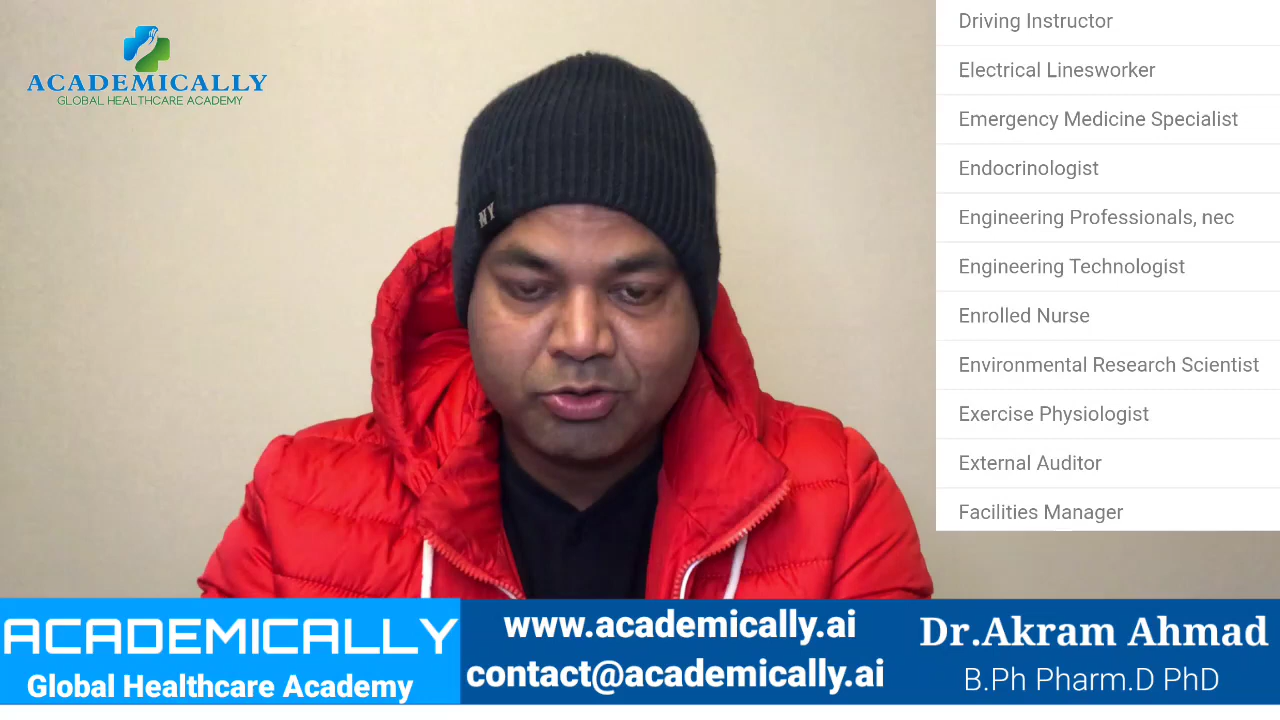 ACADEMICALLY
GLOBAL HEALTHCARE ACADEMY
NY
Driving Instructor
Electrical Linesworker
Emergency Medicine Specialist
Endocrinologist
Engineering Professionals, nec
Engineering Technologist
Enrolled Nurse
Environmental Research Scientist
Exercise Physiologist
External Auditor
Facilities Manager
ACADEMICALLY
Global Healthcare Academy
www.academically.ai
contact@academically.ai
Dr.Akram Ahmad
B.Ph Pharm.D PhD